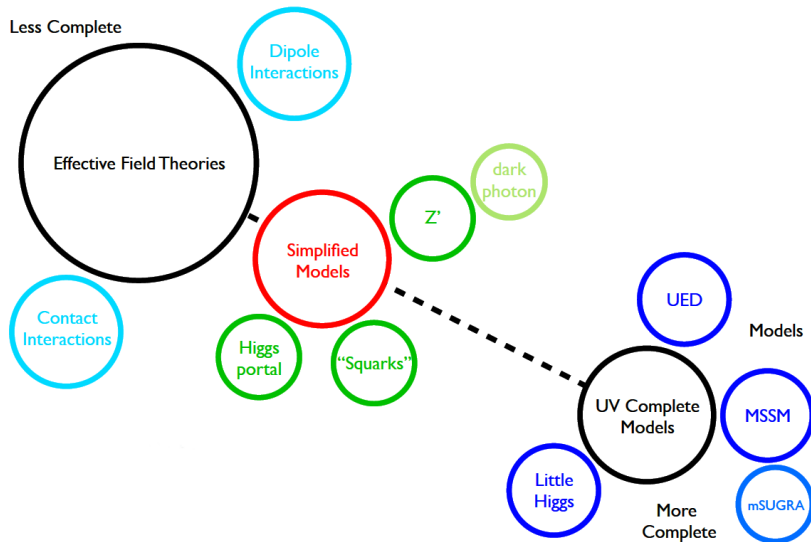 Less Complete
Dipole
Interactions
Effective Field Theories
dark
photon
Z’
Simplified
Models
Contact
Interactions
Higgs
portal
“Squarks”
UED
Models
UV Complete
Models
MSSM
Little
Higgs
mSUGRA
More
Complete